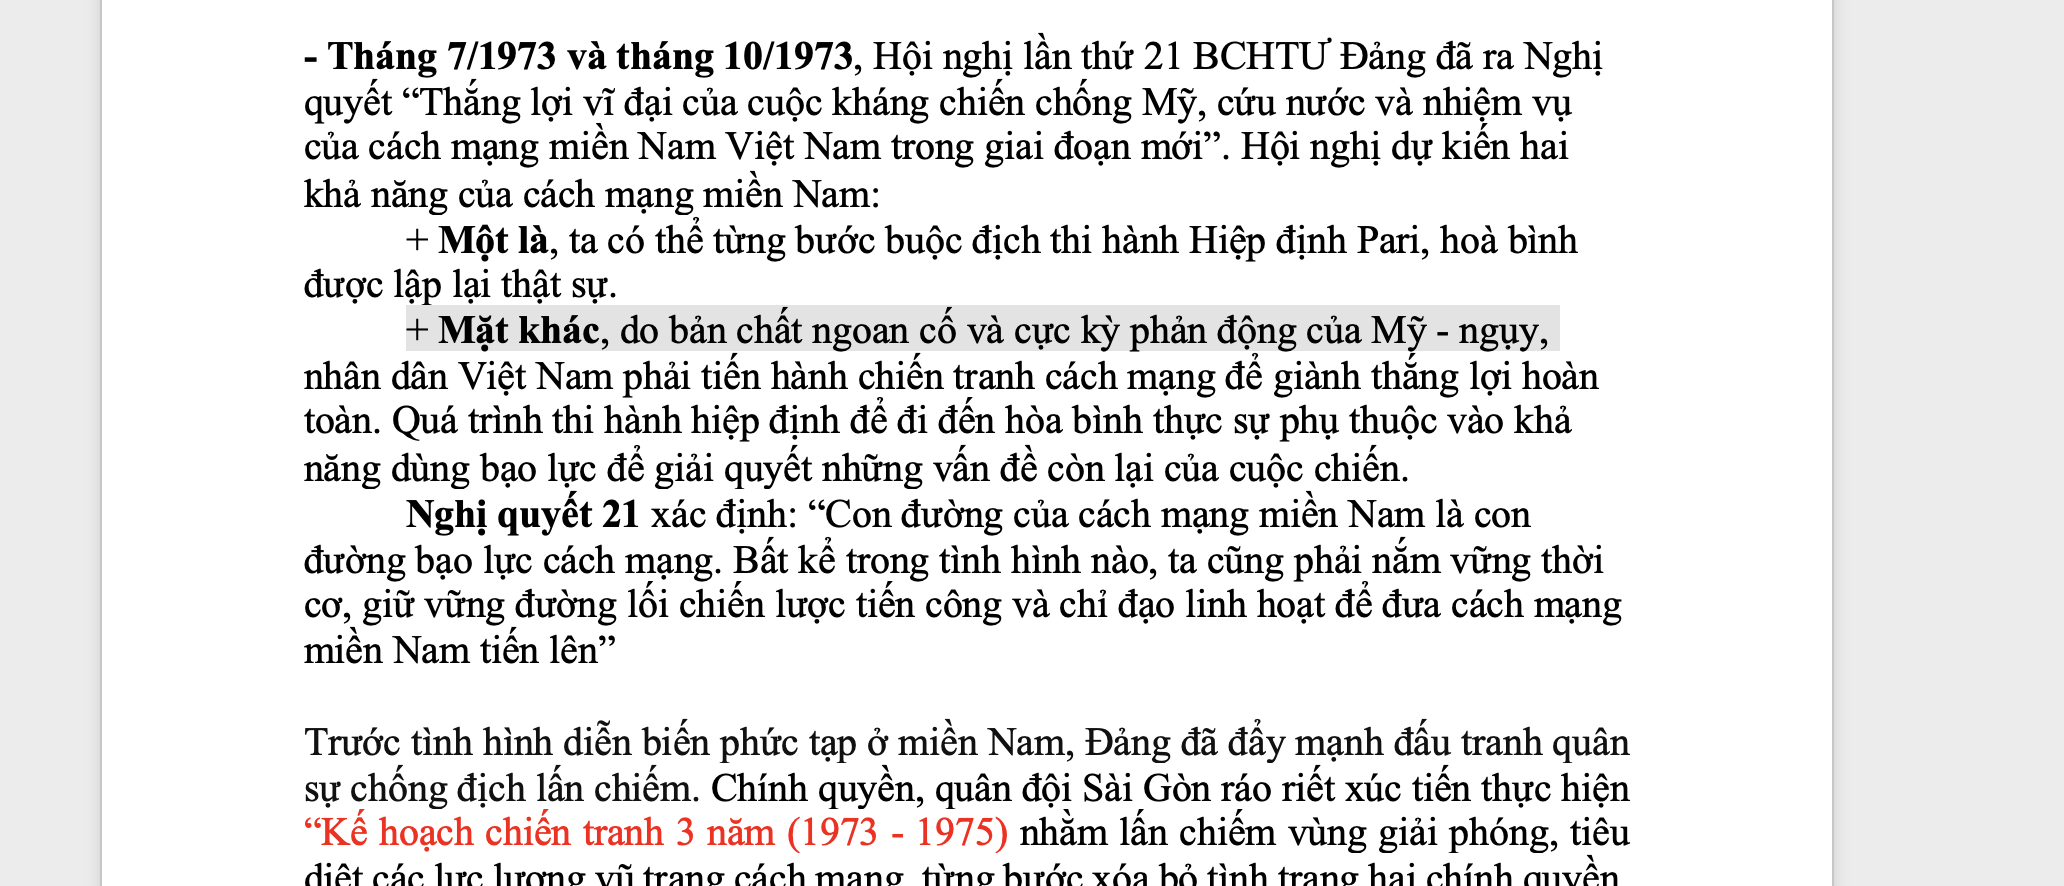 - Tháng 7/1973 và tháng 10/1973, Hội nghị lần thứ 21 BCHTƯ Đảng đã ra Nghị
quyết “Thắng lợi vĩ đại của cuộc kháng chiến chống Mỹ, cứu nước và nhiệm vụ
của cách mạng miền Nam Việt Nam trong giai đoạn mới”. Hội nghị dự kiến hai
khả năng của cách mạng miền Nam:
+ Một là, ta có thể từng bước buộc địch thi hành Hiệp định Pari, hoà bình
được lập lại thật sự.
+ Mặt khác, do bản chất ngoan cố và cực kỳ phản động của Mỹ - ngụy,
nhân dân Việt Nam phải tiến hành chiến tranh cách mạng để giành thắng lợi hoàn
toàn. Quá trình thi hành hiệp định để đi đến hòa bình thực sự phụ thuộc vào khả
năng dùng bạo lực để giải quyết những vấn đề còn lại của cuộc chiến.
Nghị quyết 21 xác định: “Con đường của cách mạng miền Nam là con
đường bạo lực cách mạng. Bất kể trong tình hình nào, ta cũng phải nắm vững thời
cơ, giữ vững đường lối chiến lược tiến công và chỉ đạo linh hoạt để đưa cách mạng
miền Nam tiến lên”
Trước tình hình diễn biến phức tạp ở miền Nam, Đảng đã đẩy mạnh đấu tranh quân
sự chống địch lấn chiếm. Chính quyền, quân đội Sài Gòn ráo riết xúc tiến thực hiện
“Kế hoạch chiến tranh 3 năm (1973 - 1975) nhằm lấn chiếm vùng giải phóng, tiêu
diệt các lực lượng vũ trang cách mạng, từng bước xóa bỏ tình trạng hai chính quyền,